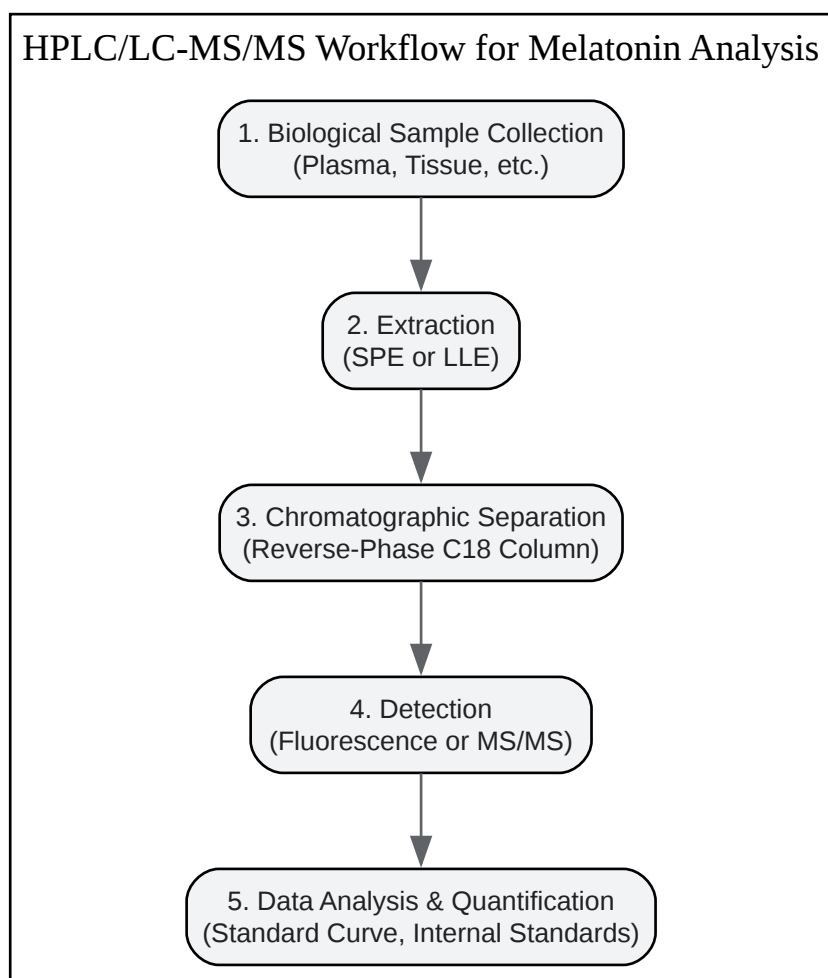 HPLC/LC-MS/MS Workflow for Melatonin Analysis
1. Biological Sample Collection
(Plasma, Tissue, etc.)
2. Extraction
(SPE or LLE)
3. Chromatographic Separation
(Reverse-Phase C18 Column)
4. Detection
(Fluorescence or MS/MS)
5. Data Analysis & Quantification
(Standard Curve, Internal Standards)